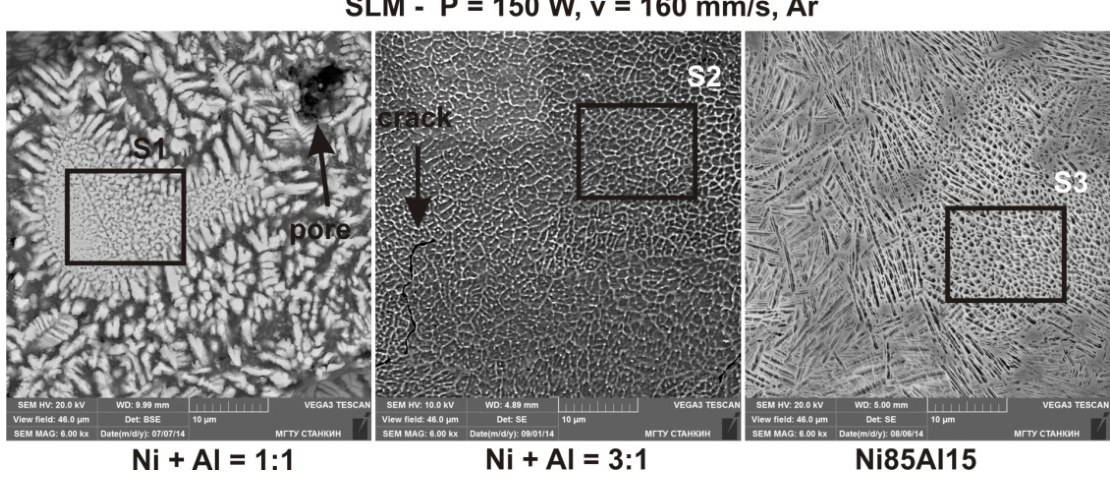 SLM - P = 150 W, v = 160 mm/s, Ar
S1
pore
crack
S2
S3
SEM HV: 20.0 kV WD: 9.99 mm VEGA3 TESCAN
View field: 46.0 µm Det: BSE 10 µm
SEM MAG: 6.00 kx Date(m/d/y): 07/07/14 МГТУ СТАНКИН
SEM HV: 10.0 kV WD: 4.89 mm VEGA3 TESCAN
View field: 46.0 µm Det: SE 10 µm
SEM MAG: 6.00 kx Date(m/d/y): 09/01/14 МГТУ СТАНКИН
SEM HV: 20.0 kV WD: 5.00 mm VEGA3 TESCAN
View field: 46.0 µm Det: SE 10 µm
SEM MAG: 6.00 kx Date(m/d/y): 08/06/14 МГТУ СТАНКИН
Ni + Al = 1:1
Ni + Al = 3:1
Ni85Al15